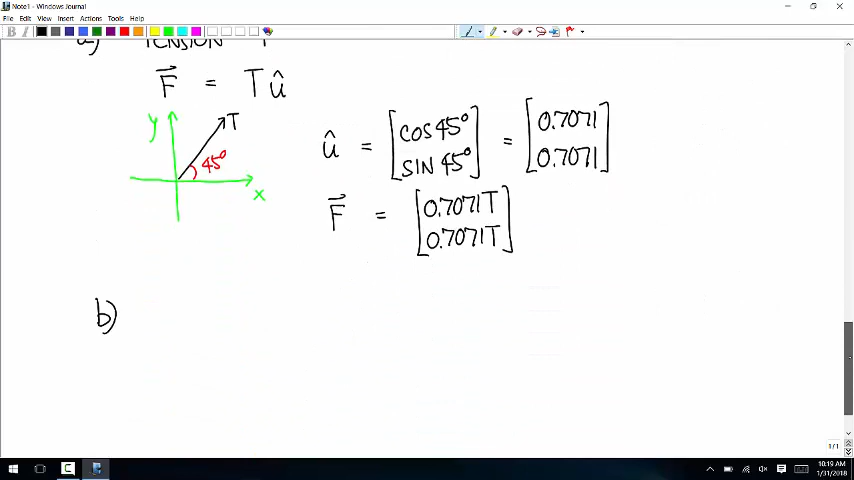 Note1 - Windows Journal
File Edit View Insert Actions Tools Help
B
a) TENSION T
F⃗ = T û
y
T
45°
x
û = [cos 45° sin 45°] = [0.7071 0.7071]
F⃗ = [0.7071T 0.7071T]
b)
1/1
10:19 AM
1/31/2018